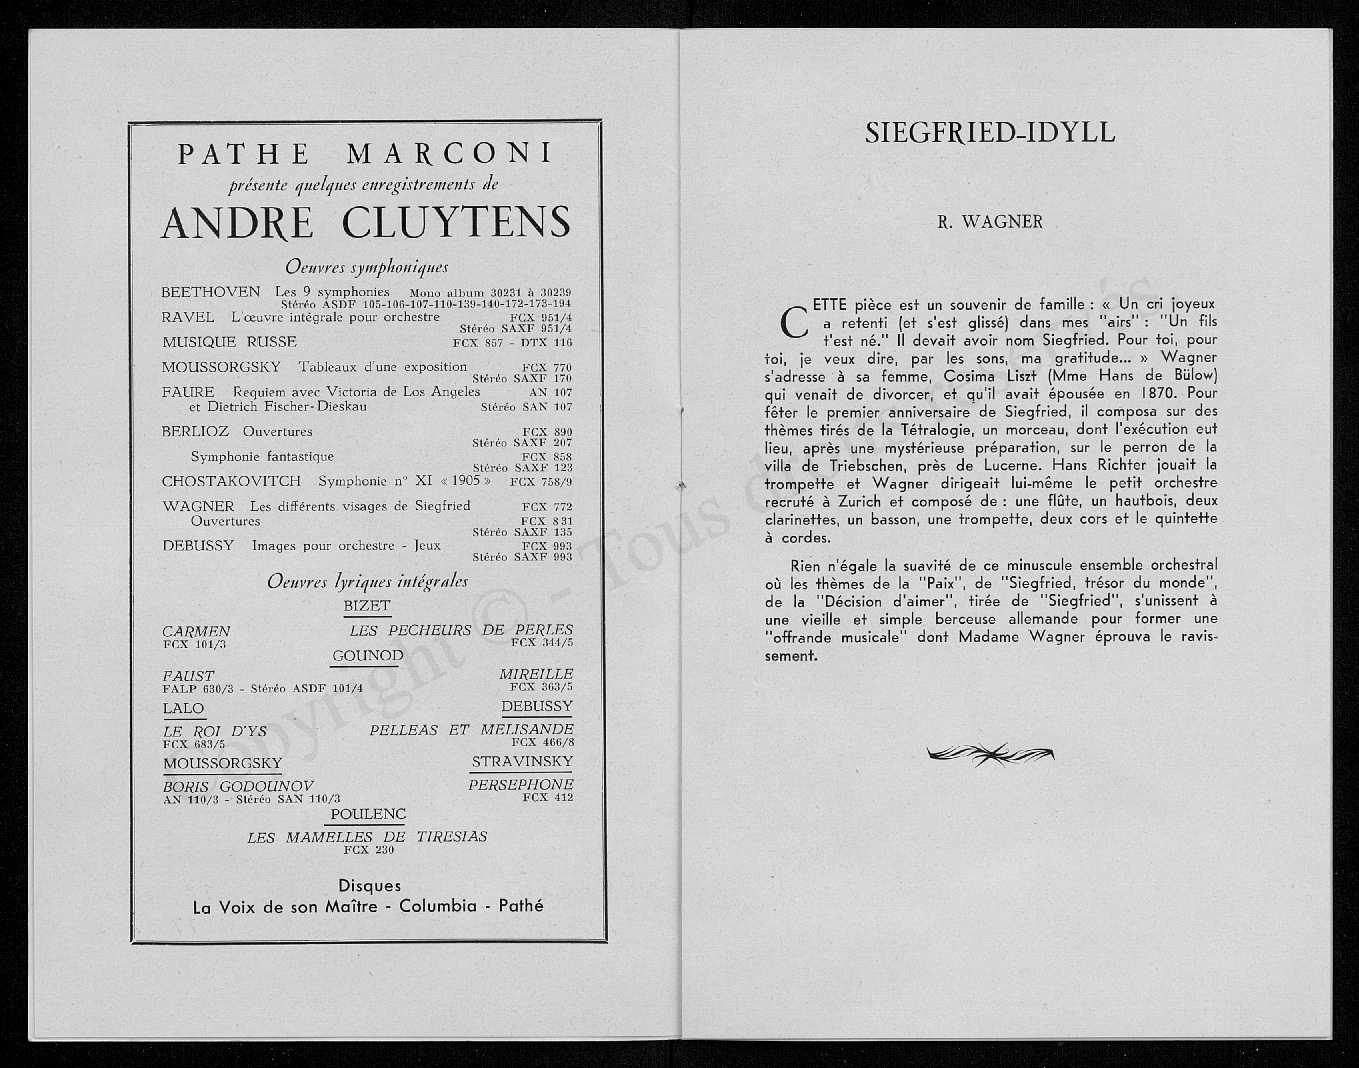 PATHE MARCONI
présente quelques enregistrements de
ANDRE CLUYTENS
Oeuvres symphoniques
BEETHOVEN Les 9 symphonies Mono album 30231 à 30239
Stéréo ASDF 105-106-107-110-139-140-172-173-194
RAVEL L'œuvre intégrale pour orchestre FCX 951/4
Stéréo SAXF 951/4
MUSIQUE RUSSE FCX 857 - DTX 116
MOUSSORGSKY Tableaux d'une exposition FCX 770
Stéréo SAXF 170
FAURE Requiem avec Victoria de Los Angeles AN 107
et Dietrich Fischer-Dieskau Stéréo SAN 107
BERLIOZ Ouvertures FCX 890
Stéréo SAXF 207
Symphonie fantastique FCX 858
Stéréo SAXF 123
CHOSTAKOVITCH Symphonie n° XI « 1905 » FCX 758/9
WAGNER Les différents visages de Siegfried FCX 772
Ouvertures FCX 831
Stéréo SAXF 135
DEBUSSY Images pour orchestre - Jeux FCX 993
Stéréo SAXF 993
Oeuvres lyriques intégrales
BIZET
CARMEN LES PECHEURS DE PERLES
FCX 101/3 FCX 344/5
GOUNOD
FAUST MIREILLE
FALP 630/3 - Stéréo ASDF 101/4 FCX 363/5
LALO DEBUSSY
LE ROI D'YS PELLEAS ET MELISANDE
FCX 683/5 FCX 466/8
MOUSSORGSKY STRAVINSKY
BORIS GODOUNOV PERSEPHONE
AN 110/3 - Stéréo SAN 110/3 FCX 412
POULENC
LES MAMELLES DE TIRESIAS
FCX 230
Disques
La Voix de son Maître - Columbia - Pathé
SIEGFRIED-IDYLL
R. WAGNER
CETTE pièce est un souvenir de famille : « Un cri joyeux
a retenti (et s'est glissé) dans mes "airs" : "Un fils
t'est né." Il devait avoir nom Siegfried. Pour toi, pour
toi, je veux dire, par les sons, ma gratitude... » Wagner
s'adresse à sa femme, Cosima Liszt (Mme Hans de Bülow)
qui venait de divorcer, et qu'il avait épousée en 1870. Pour
fêter le premier anniversaire de Siegfried, il composa sur des
thèmes tirés de la Tétralogie, un morceau, dont l'exécution eut
lieu, après une mystérieuse préparation, sur le perron de la
villa de Triebschen, près de Lucerne. Hans Richter jouait la
trompette et Wagner dirigeait lui-même le petit orchestre
recruté à Zurich et composé de : une flûte, un hautbois, deux
clarinettes, un basson, une trompette, deux cors et le quintette
à cordes.
Rien n'égale la suavité de ce minuscule ensemble orchestral
où les thèmes de la "Paix", de "Siegfried, trésor du monde",
de la "Décision d'aimer", tirée de "Siegfried", s'unissent à
une vieille et simple berceuse allemande pour former une
"offrande musicale" dont Madame Wagner éprouva le ravis-
sement.
Copyright © - Tous droits réservés